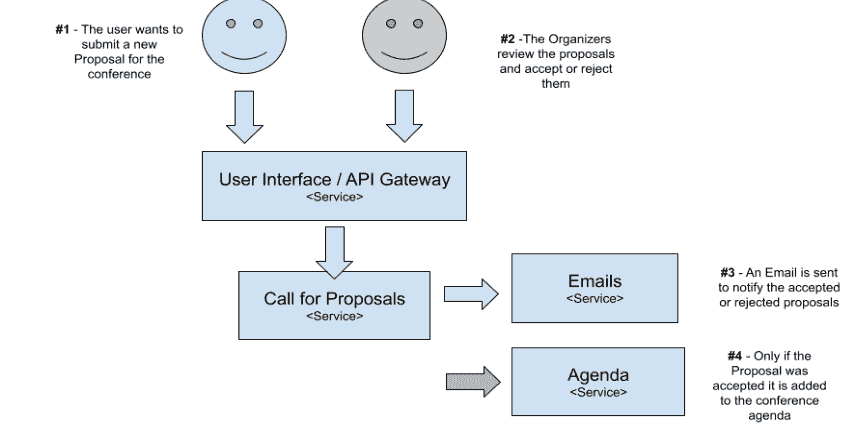 #1 - The user wants to
submit a new
Proposal for the
conference
#2 -The Organizers
review the proposals
and accept or reject
them
User Interface / API Gateway
<Service>
Call for Proposals
<Service>
Emails
<Service>
#3 - An Email is sent
to notify the accepted
or rejected proposals
Agenda
<Service>
#4 - Only if the
Proposal was
accepted it is added
to the conference
agenda